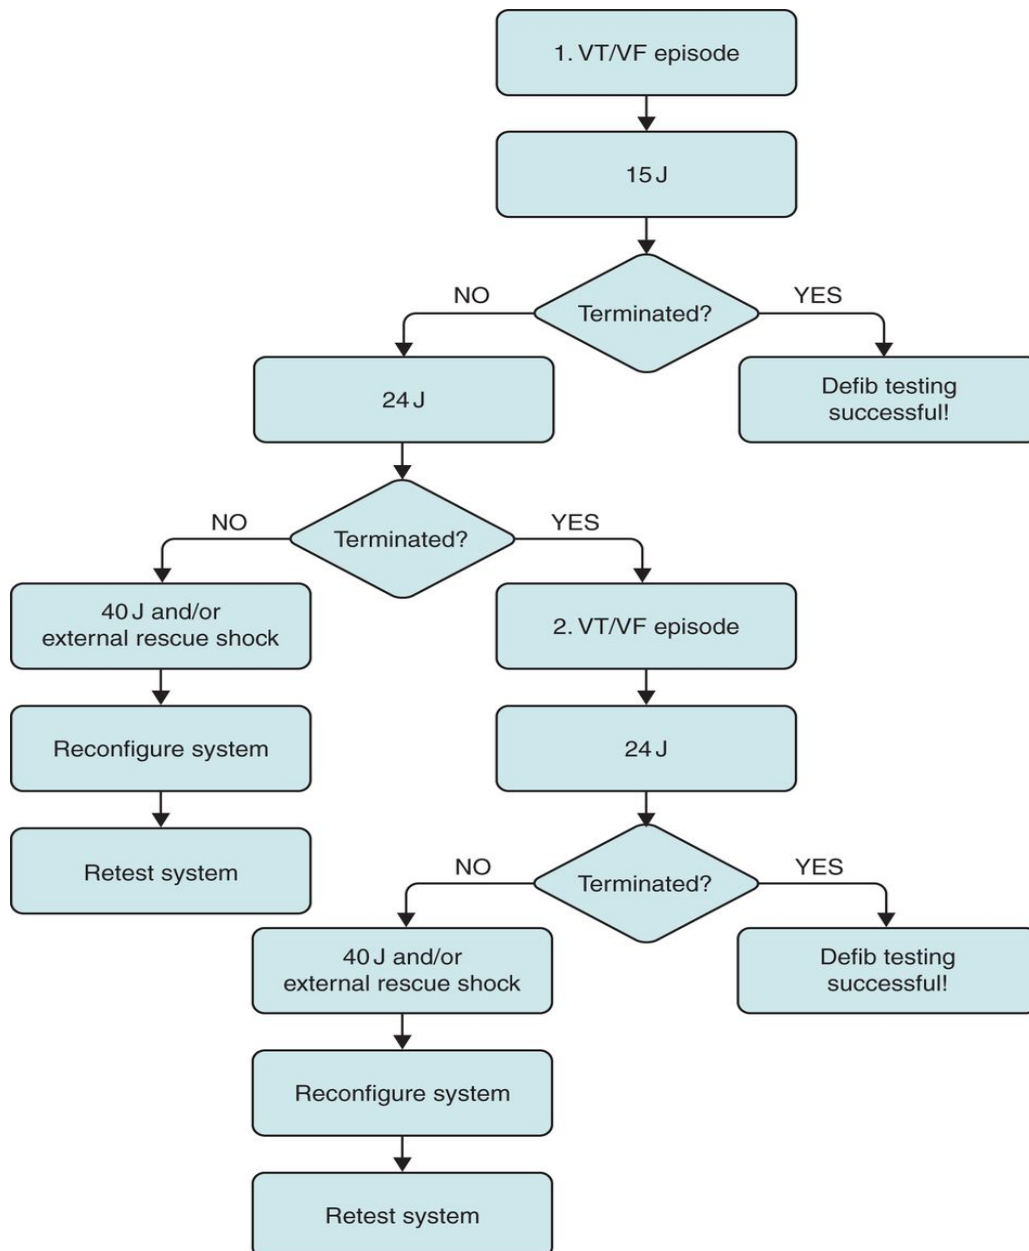 1. VT/VF episode
15 J
Terminated?
NO
YES
24 J
Defib testing
successful!
Terminated?
NO
YES
40 J and/or
external rescue shock
2. VT/VF episode
Reconfigure system
24 J
Retest system
Terminated?
NO
YES
40 J and/or
external rescue shock
Defib testing
successful!
Reconfigure system
Retest system